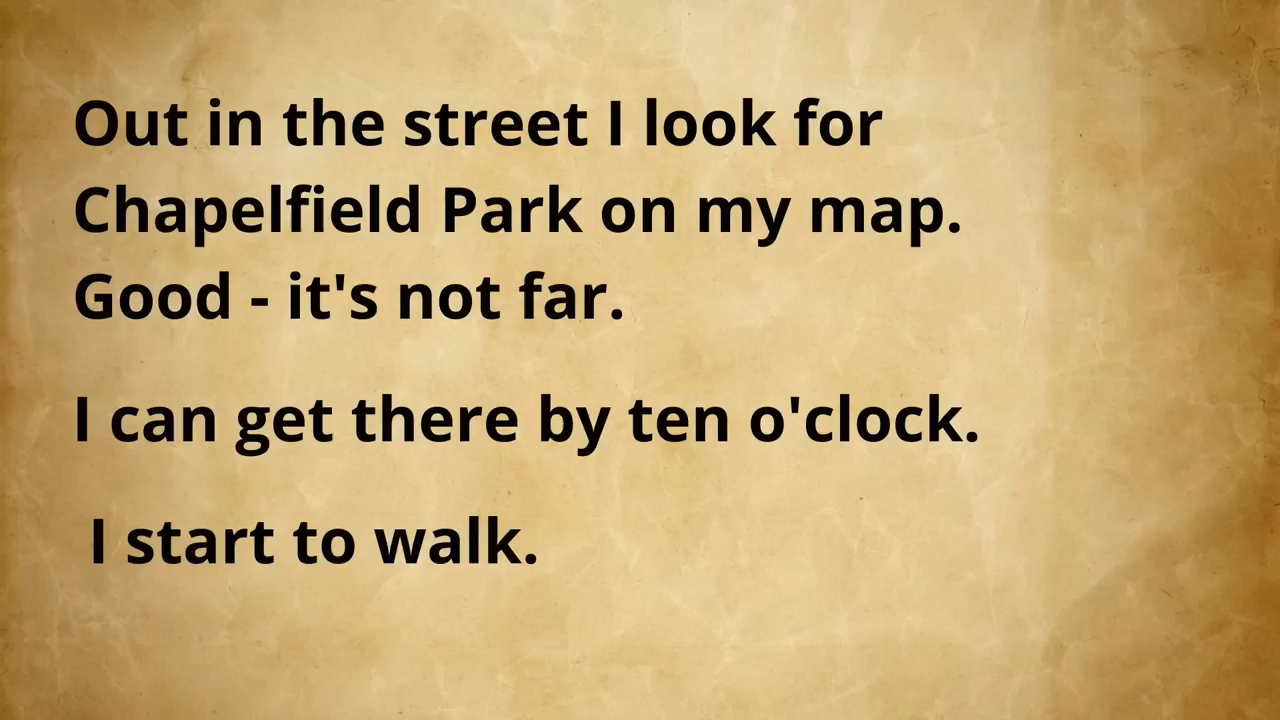 Out in the street I look for
Chapelfield Park on my map.
Good - it's not far.
I can get there by ten o'clock.
I start to walk.